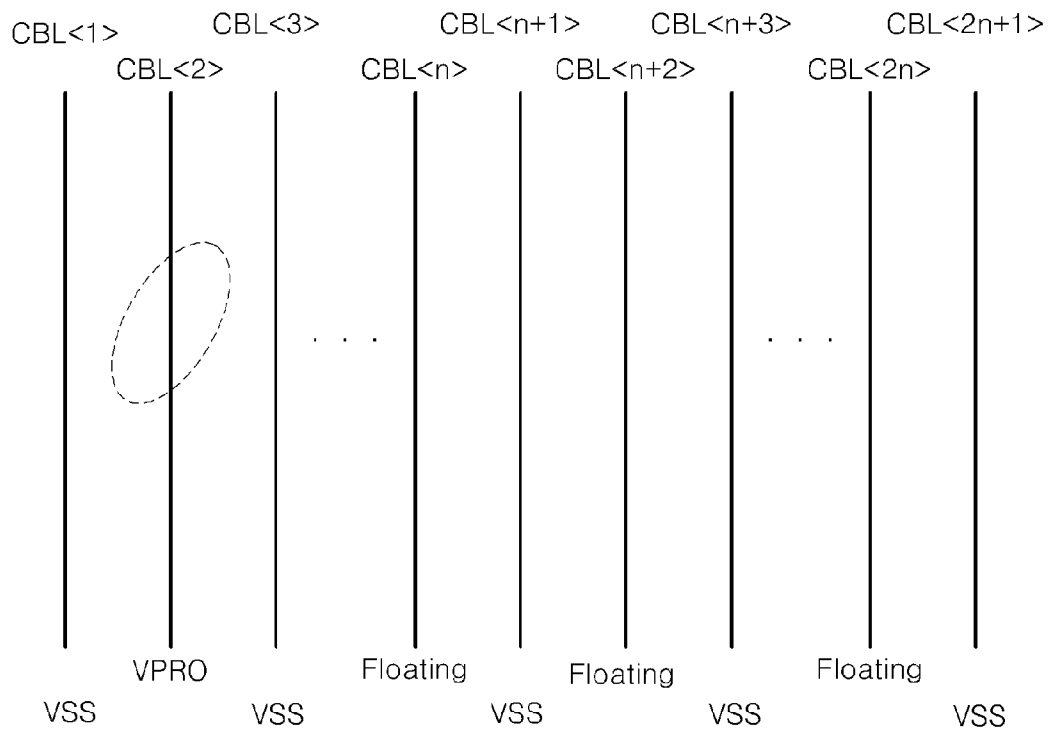 CBL<1> CBL<3> CBL<n+1> CBL<n+3> CBL<2n+1>
CBL<2> CBL<n> CBL<n+2> CBL<2n>
. . . . . .
VPRO Floating Floating Floating
VSS VSS VSS VSS VSS